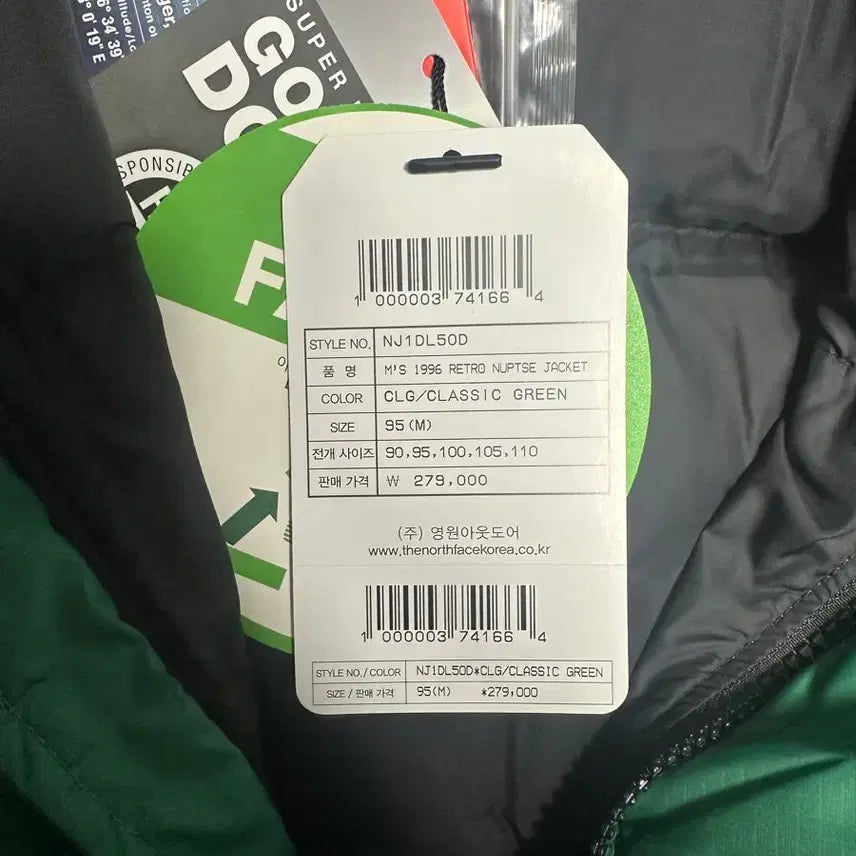 SUPER
GO
DO
SPONSIB
FA
1 000003 74166 4
STYLE NO. NJ1DL50D
품 명 M'S 1996 RETRO NUPTSE JACKET
COLOR CLG/CLASSIC GREEN
SIZE 95(M)
전개 사이즈 90,95,100,105,110
판매 가격 ₩ 279,000
(주) 영원아웃도어
www.thenorthfacekorea.co.kr
1 000003 74166 4
STYLE NO./COLOR NJ1DL50D*CLG/CLASSIC GREEN
SIZE / 판매 가격 95(M) *279,000